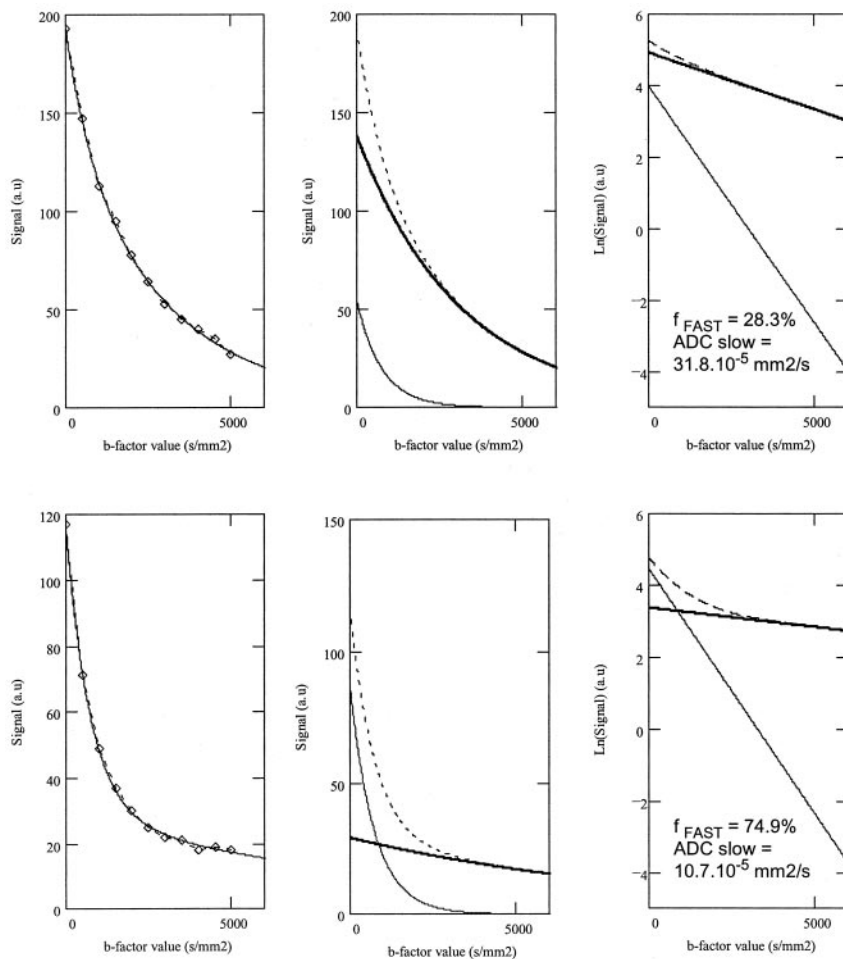 200
150
100
50
0
Signal (a.u)
0
5000
b-factor value (s/mm2)
200
150
100
50
0
Signal (a.u)
0
5000
b-factor value (s/mm2)
6
4
2
0
−2
−4
Ln(Signal) (a.u)
f FAST = 28.3%
ADC slow =
31.8.10-5 mm2/s
0
5000
b-factor value (s/mm2)
120
100
80
60
40
20
0
Signal (a.u)
0
5000
b-factor value (s/mm2)
150
100
50
0
Signal (a.u)
0
5000
b-factor value (s/mm2)
6
4
2
0
−2
−4
Ln(Signal) (a.u)
f FAST = 74.9%
ADC slow =
10.7.10-5 mm2/s
0
5000
b-factor value (s/mm2)